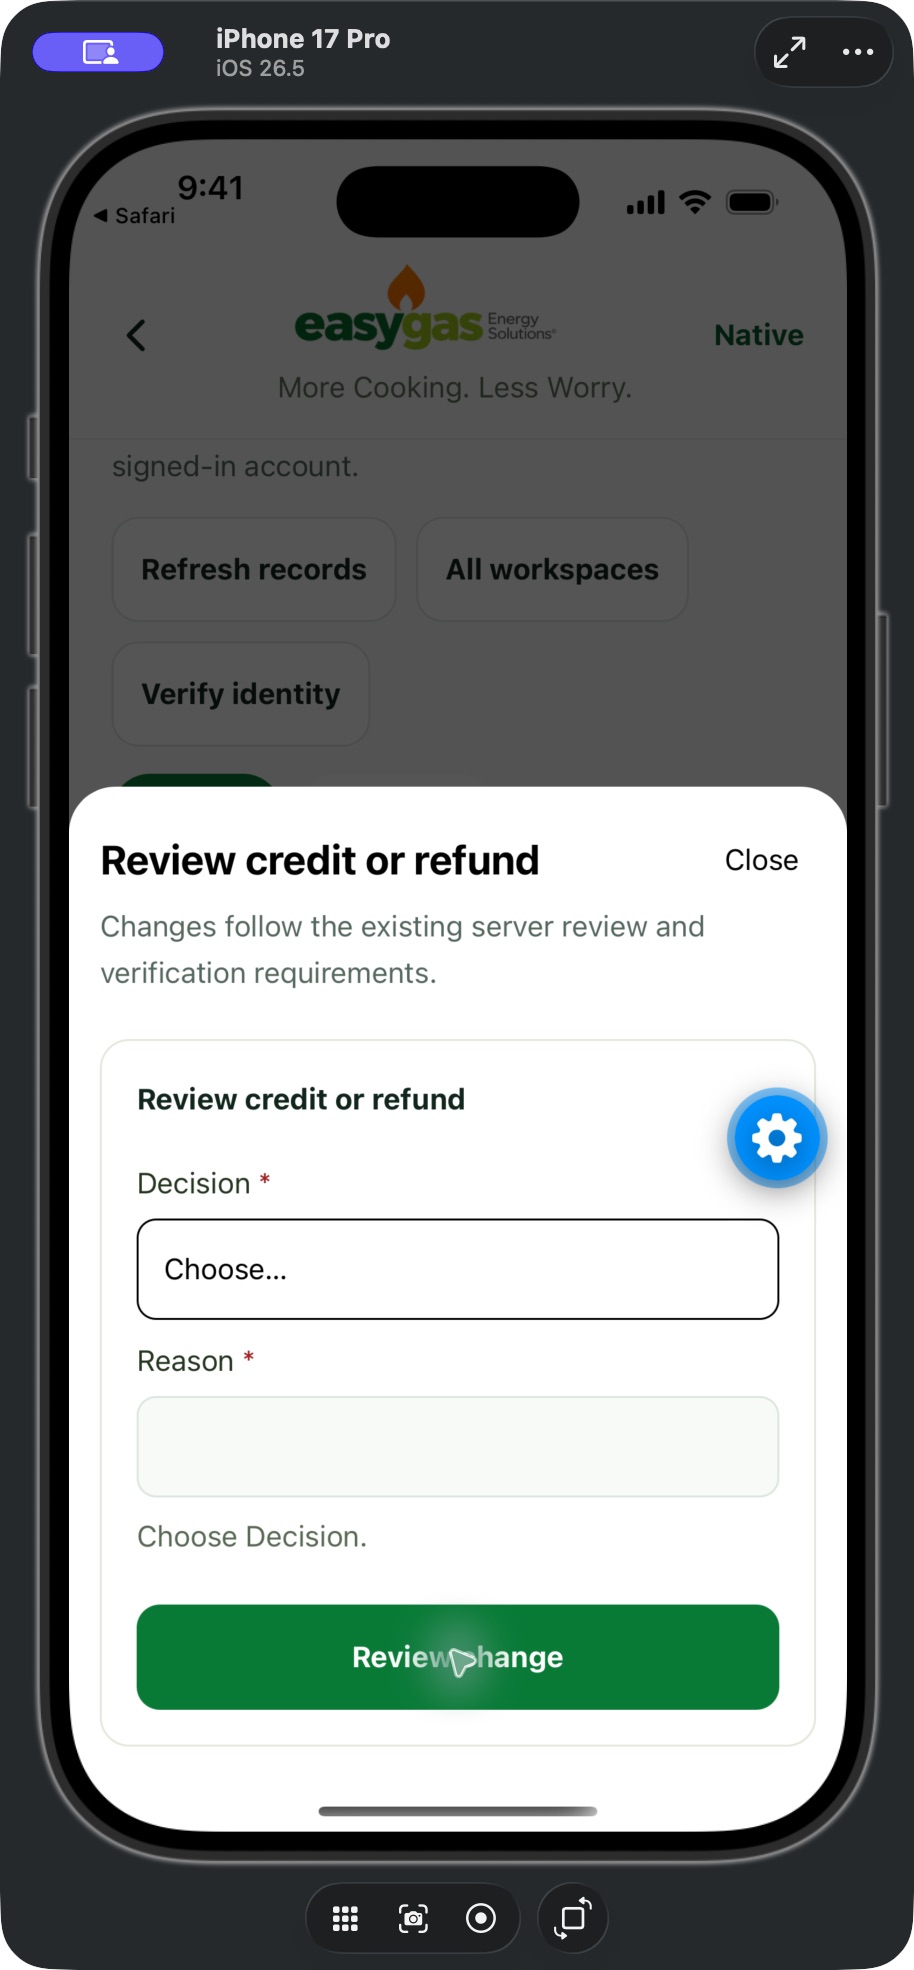 iPhone 17 Pro
iOS 26.5
9:41
◀ Safari
easygas Energy Solutions®
Native
More Cooking. Less Worry.
signed-in account.
Refresh records
All workspaces
Verify identity
Review credit or refund
Close
Changes follow the existing server review and
verification requirements.
Review credit or refund
Decision *
Choose...
Reason *
Choose Decision.
Review change